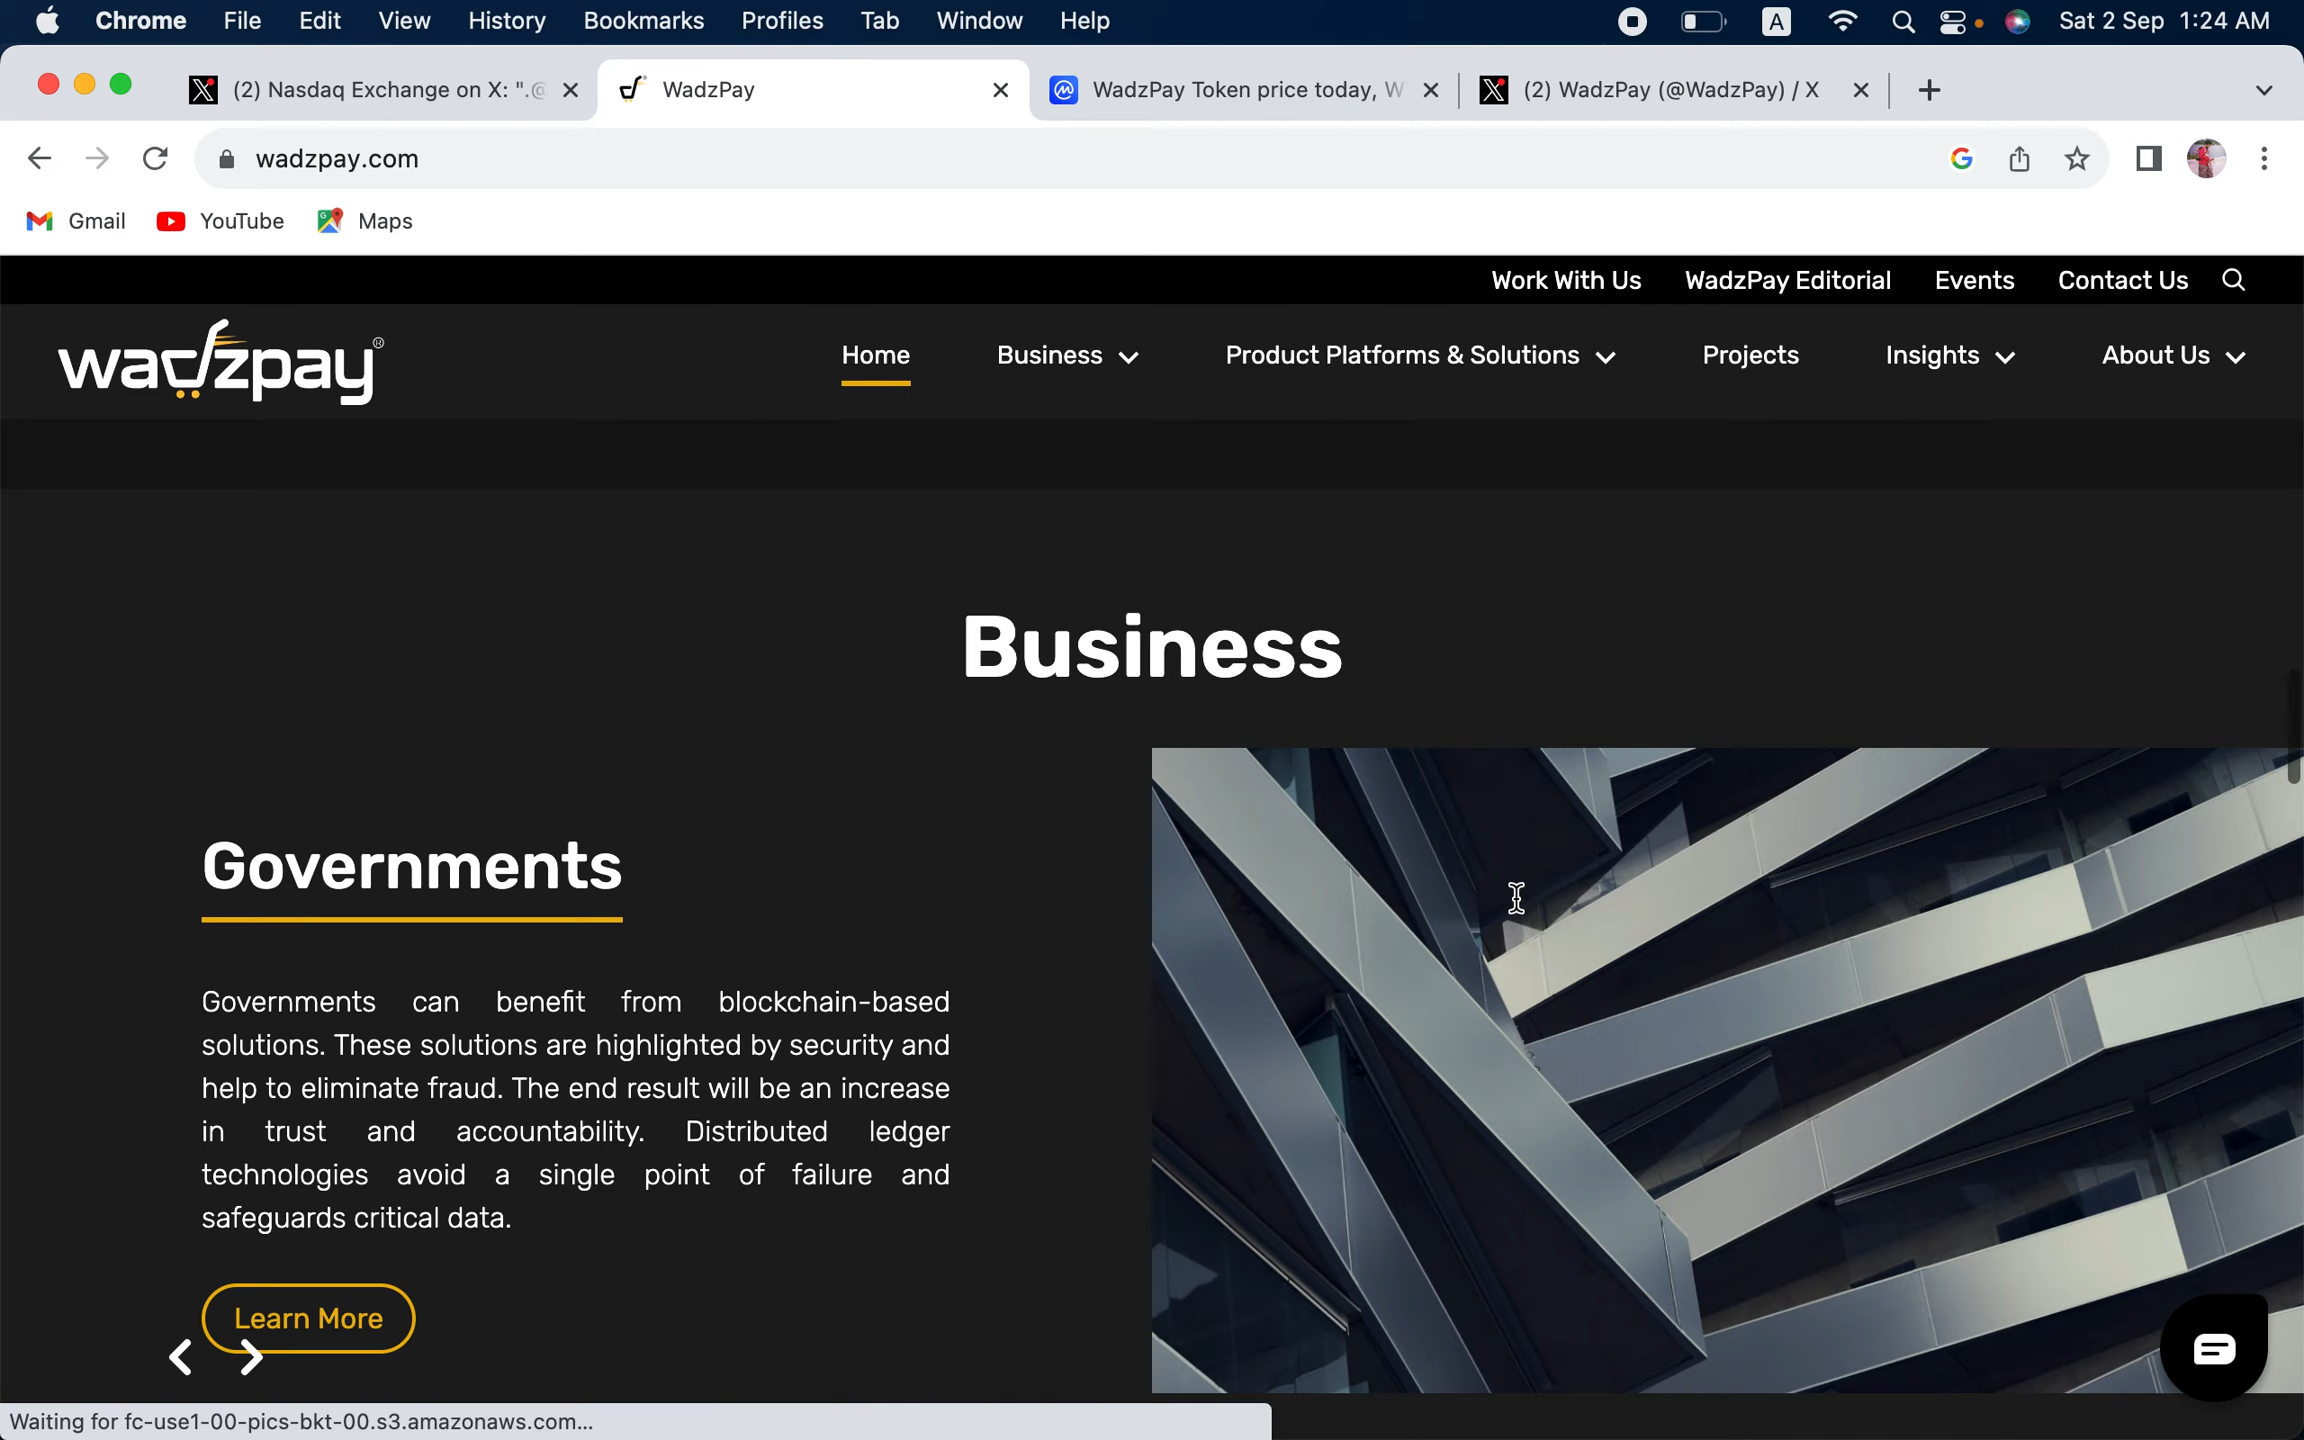 Chrome File Edit View History Bookmarks Profiles Tab Window Help A Sat 2 Sep 1:24 AM
(2) Nasdaq Exchange on X: ".@ WadzPay WadzPay Token price today, W (2) WadzPay (@WadzPay) / X
wadzpay.com
Gmail YouTube Maps
Work With Us WadzPay Editorial Events Contact Us
wadzpay® Home Business Product Platforms & Solutions Projects Insights About Us
Business
Governments
Governments can benefit from blockchain-based
solutions. These solutions are highlighted by security and
help to eliminate fraud. The end result will be an increase
in trust and accountability. Distributed ledger
technologies avoid a single point of failure and
safeguards critical data.
Learn More
Waiting for fc-use1-00-pics-bkt-00.s3.amazonaws.com...